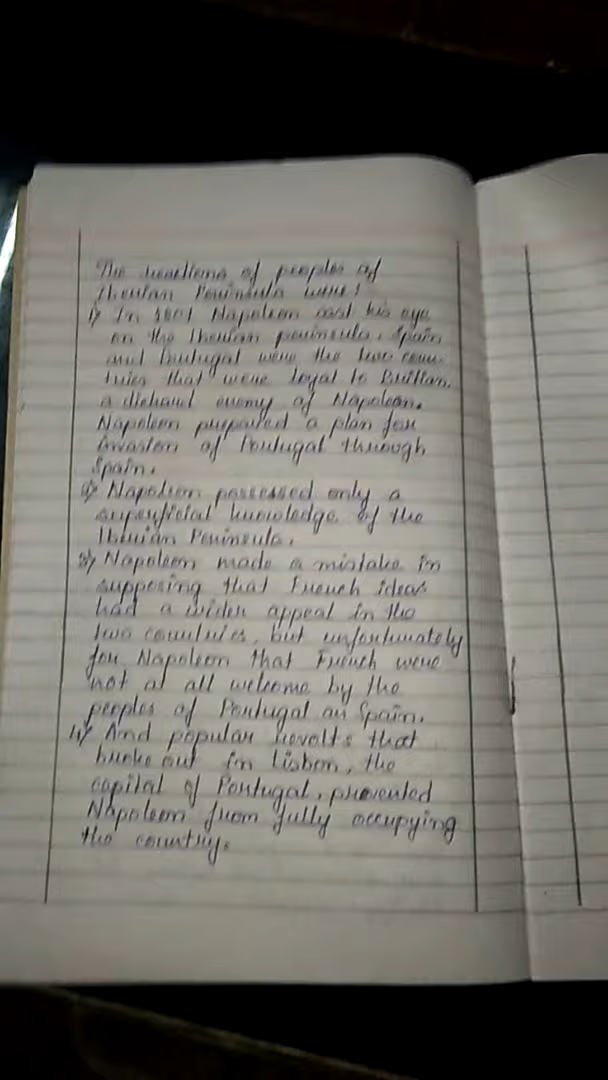 The reactions of peoples of
Iberian Peninsula were:
1) In 1807 Napoleon cast his eye
on the Iberian peninsula. Spain
and Portugal were the two coun-
tries that were loyal to Brittan,
a diehard enemy of Napoleon.
Napoleon prepared a plan for
invasion of Portugal through
Spain.
2) Napoleon possessed only a
superficial knowledge of the
Iberian Peninsula.
3) Napoleon made a mistake in
supposing that French ideas
had a wider appeal in the
two countries, but unfortunately
for Napoleon that French were
not at all welcome by the
peoples of Portugal or Spain.
4) And popular revolts that
broke out in Lisbon, the
capital of Portugal, prevented
Napoleon from fully occupying
the country.